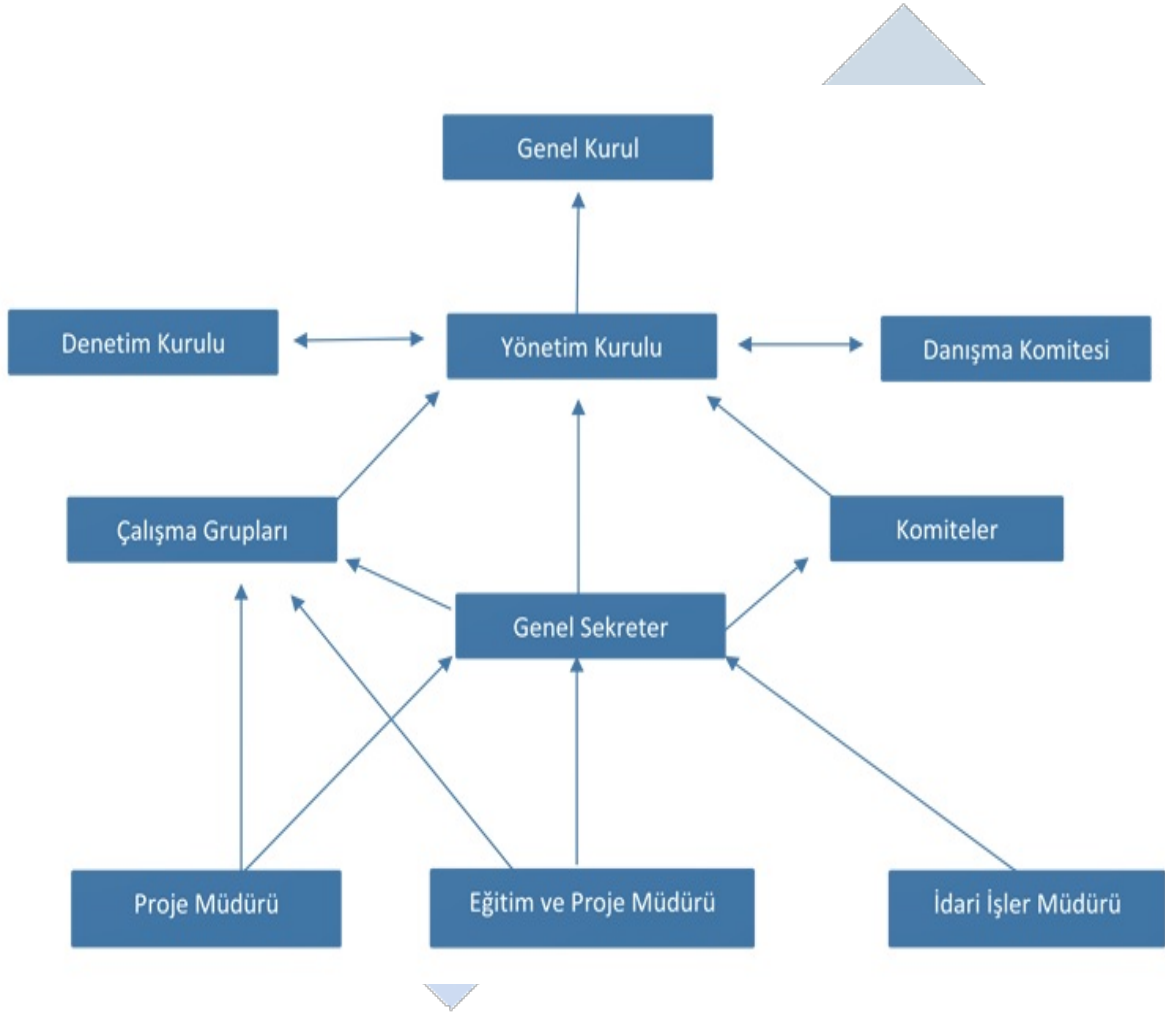 Genel Kurul
Denetim Kurulu
Yönetim Kurulu
Danışma Komitesi
Çalışma Grupları
Komiteler
Genel Sekreter
Proje Müdürü
Eğitim ve Proje Müdürü
İdari İşler Müdürü